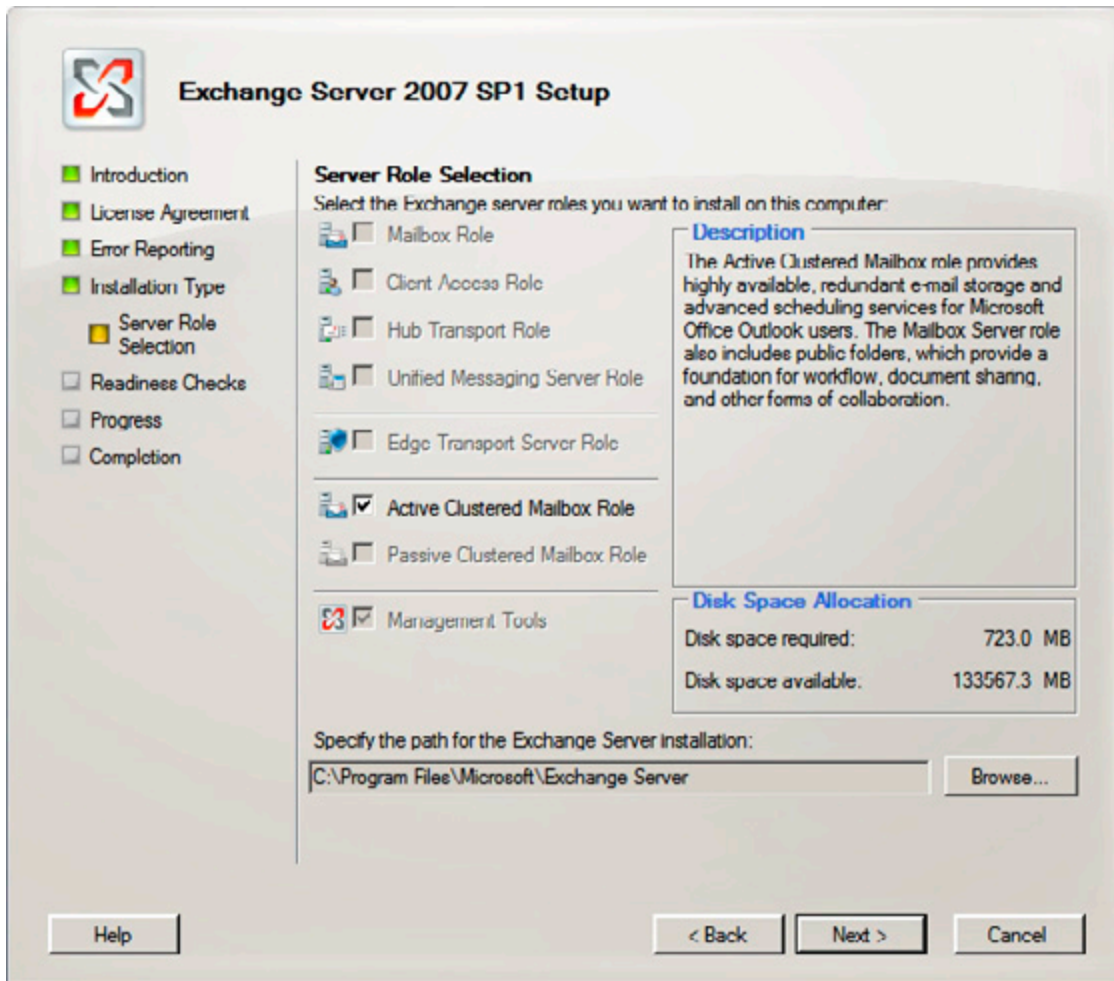 Exchange Server 2007 SP1 Setup
Introduction
License Agreement
Error Reporting
Installation Type
Server Role
Selection
Readiness Checks
Progress
Completion
Server Role Selection
Select the Exchange server roles you want to install on this computer:
Mailbox Role
Client Access Role
Hub Transport Role
Unified Messaging Server Role
Edge Transport Server Role
Active Clustered Mailbox Role
Passive Clustered Mailbox Role
Management Tools
Description
The Active Clustered Mailbox role provides
highly available, redundant e-mail storage and
advanced scheduling services for Microsoft
Office Outlook users. The Mailbox Server role
also includes public folders, which provide a
foundation for workflow, document sharing,
and other forms of collaboration.
Disk Space Allocation
Disk space required: 723.0 MB
Disk space available: 133567.3 MB
Specify the path for the Exchange Server installation:
C:\Program Files\Microsoft\Exchange Server
Browse...
Help
< Back
Next >
Cancel